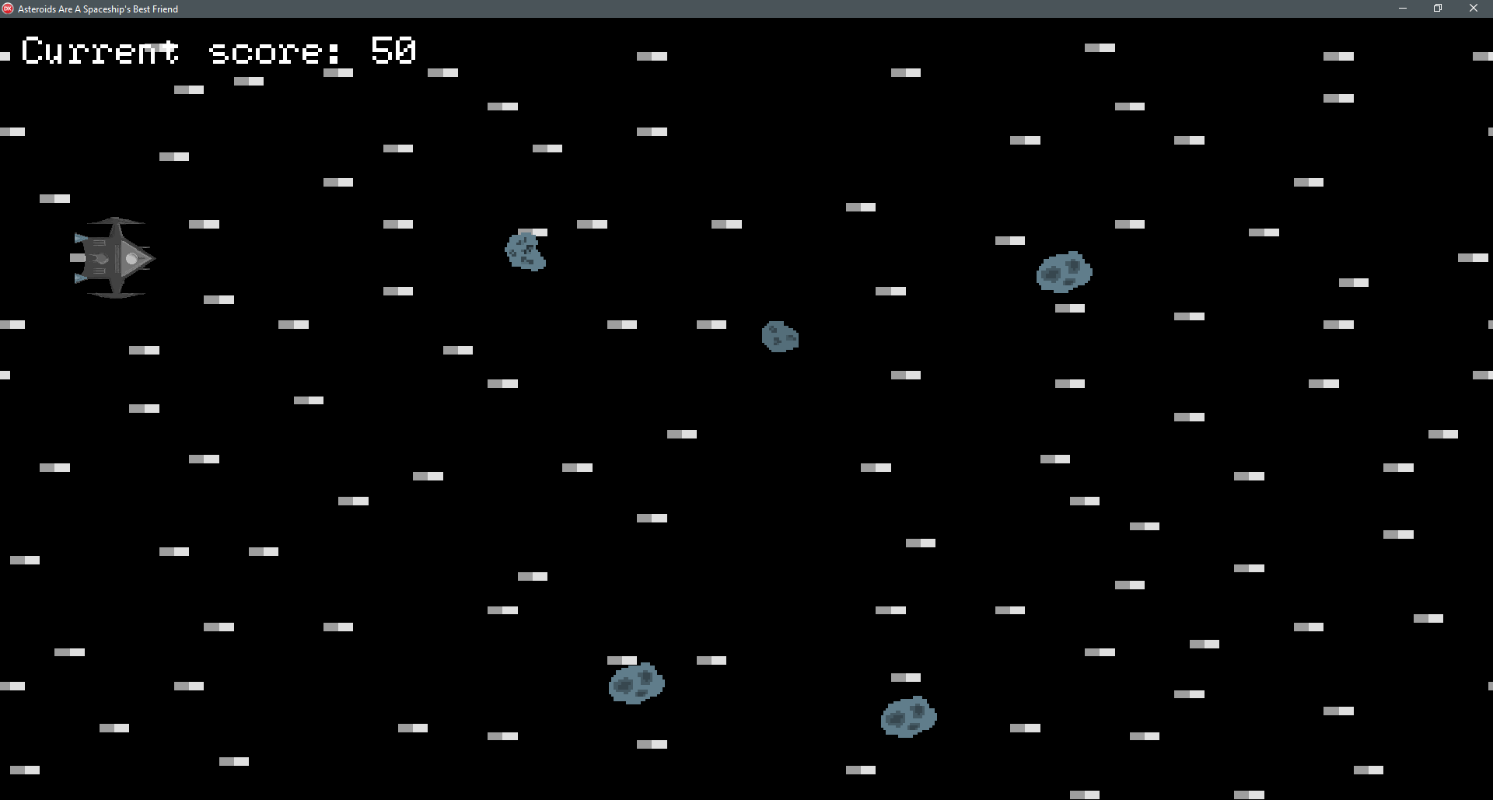 Asteroids Are A Spaceship's Best Friend
Current score: 50